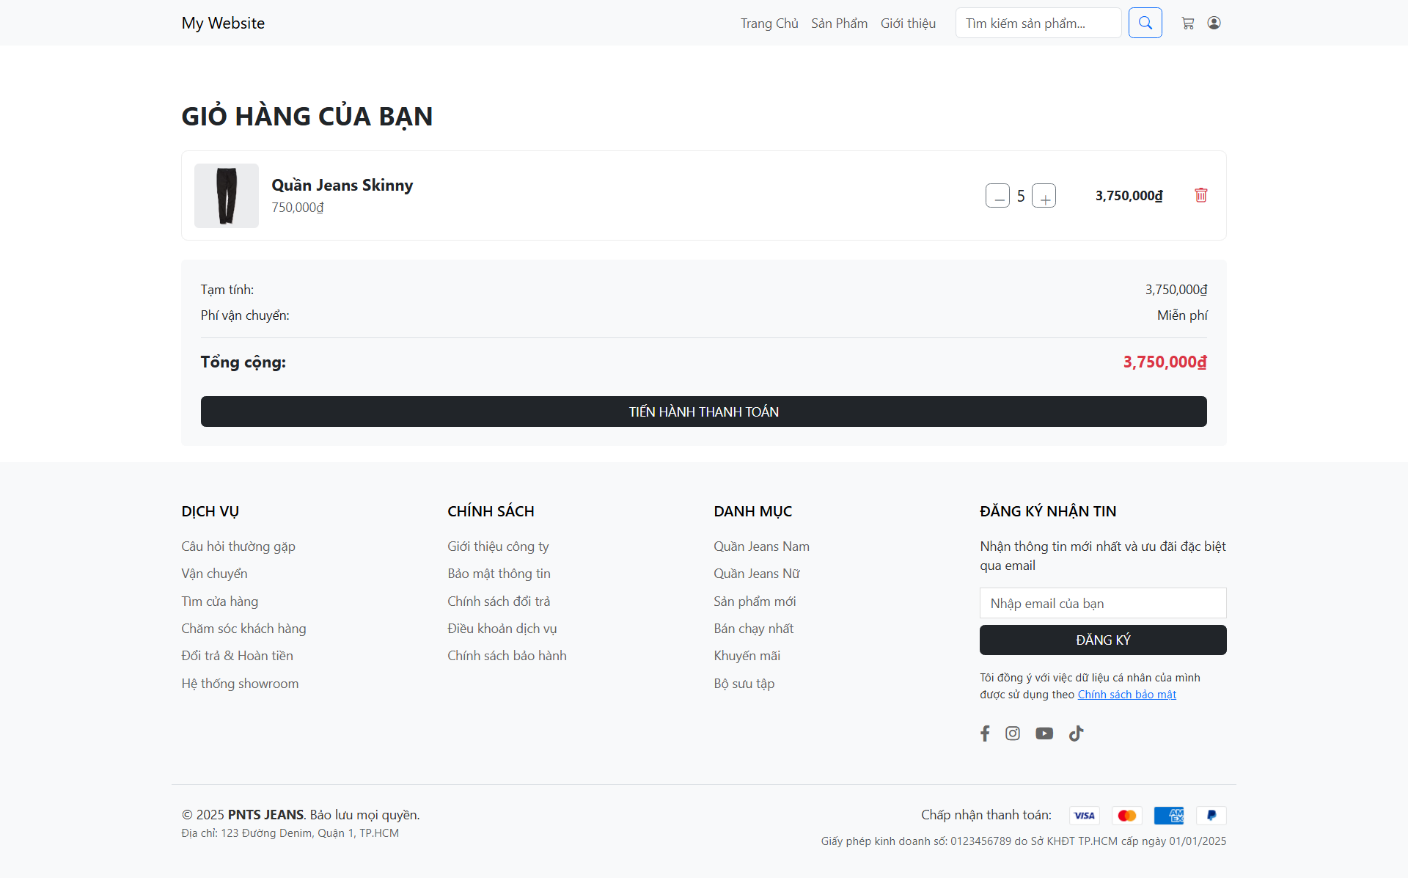 My Website
Trang Chủ Sản Phẩm Giới thiệu Tìm kiếm sản phẩm...
GIỎ HÀNG CỦA BẠN
Quần Jeans Skinny
750,000₫
5
3,750,000₫
Tạm tính: 3,750,000₫
Phí vận chuyển: Miễn phí
Tổng cộng: 3,750,000₫
TIẾN HÀNH THANH TOÁN
DỊCH VỤ
Câu hỏi thường gặp
Vận chuyển
Tìm cửa hàng
Chăm sóc khách hàng
Đổi trả & Hoàn tiền
Hệ thống showroom
CHÍNH SÁCH
Giới thiệu công ty
Bảo mật thông tin
Chính sách đổi trả
Điều khoản dịch vụ
Chính sách bảo hành
DANH MỤC
Quần Jeans Nam
Quần Jeans Nữ
Sản phẩm mới
Bán chạy nhất
Khuyến mãi
Bộ sưu tập
ĐĂNG KÝ NHẬN TIN
Nhận thông tin mới nhất và ưu đãi đặc biệt
qua email
Nhập email của bạn
ĐĂNG KÝ
Tôi đồng ý với việc dữ liệu cá nhân của mình
được sử dụng theo Chính sách bảo mật
© 2025 PNTS JEANS. Bảo lưu mọi quyền.
Địa chỉ: 123 Đường Denim, Quận 1, TP.HCM
Chấp nhận thanh toán: VISA AM EX
Giấy phép kinh doanh số: 0123456789 do Sở KHĐT TP.HCM cấp ngày 01/01/2025